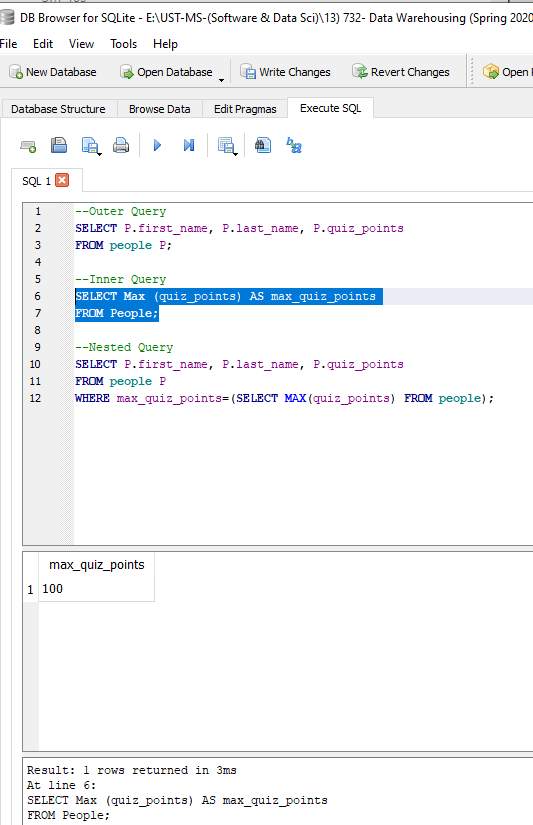 DB Browser for SQLite - E:\UST-MS-(Software & Data Sci)\13) 732- Data Warehousing (Spring 2020
File Edit View Tools Help
New Database Open Database Write Changes Revert Changes Open
Database Structure Browse Data Edit Pragmas Execute SQL
SQL 1
1 --Outer Query
2 SELECT P.first_name, P.last_name, P.quiz_points
3 FROM people P;
4
5 --Inner Query
6 SELECT Max (quiz_points) AS max_quiz_points
7 FROM People;
8
9 --Nested Query
10 SELECT P.first_name, P.last_name, P.quiz_points
11 FROM people P
12 WHERE max_quiz_points=(SELECT MAX(quiz_points) FROM people);
max_quiz_points
1 100
Result: 1 rows returned in 3ms
At line 6:
SELECT Max (quiz_points) AS max_quiz_points
FROM People;